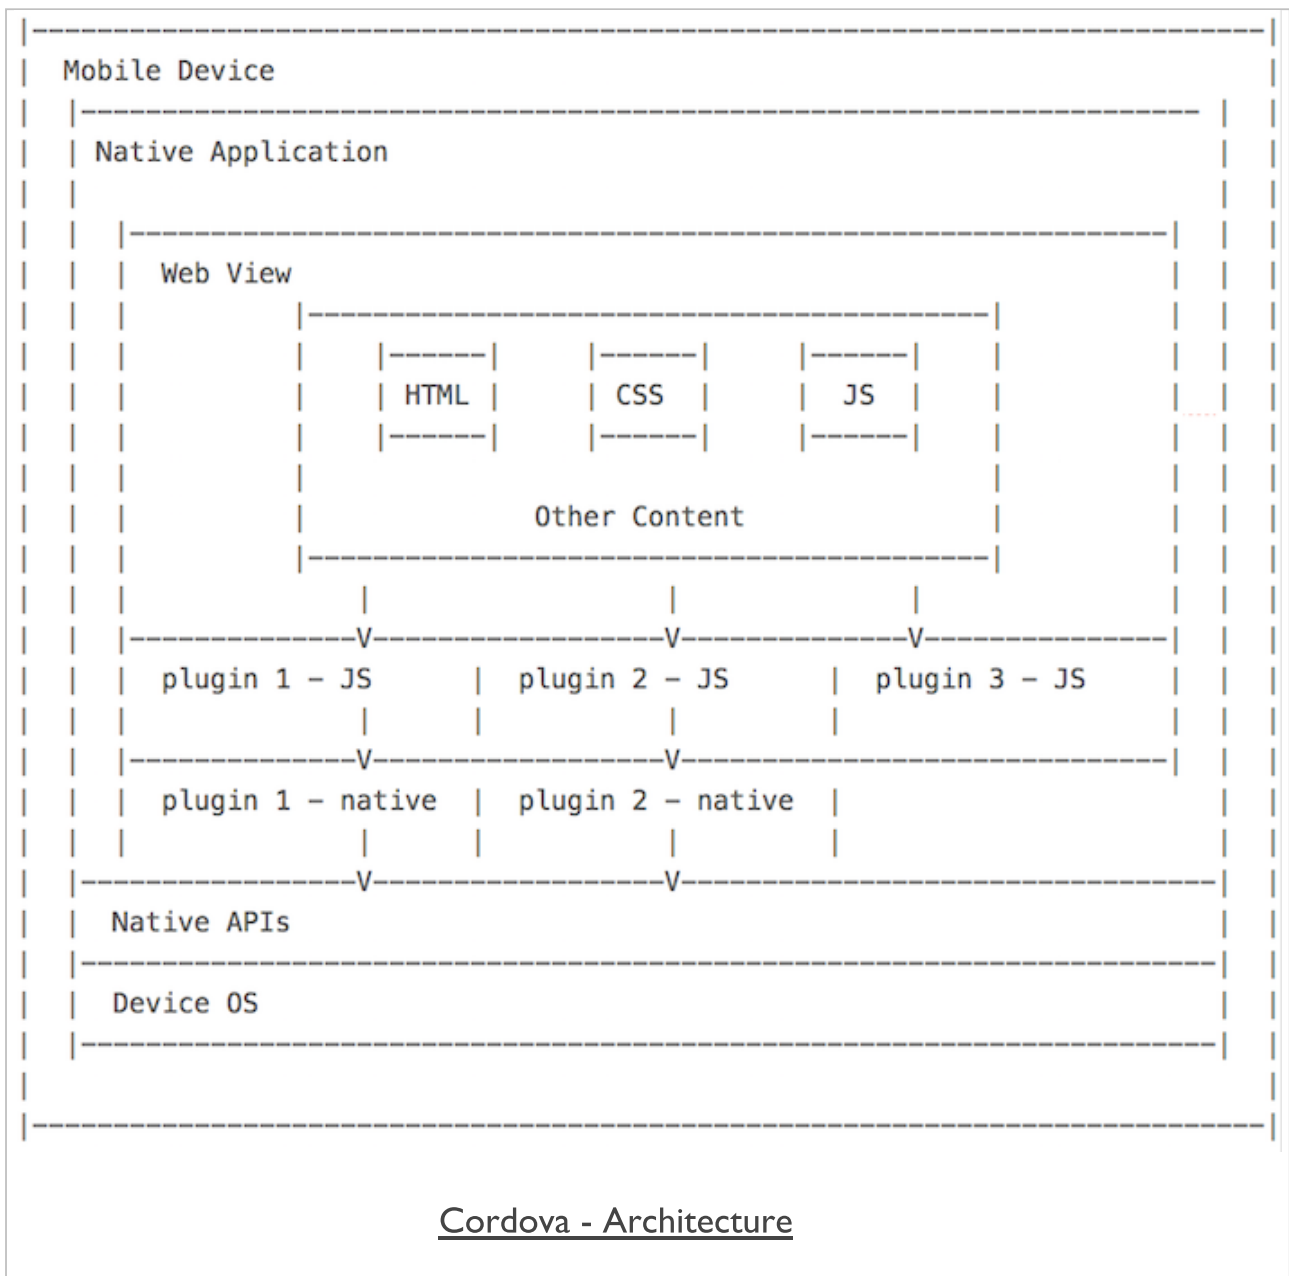 Mobile Device
Native Application
Web View
HTML CSS JS
Other Content
plugin 1 – JS | plugin 2 – JS | plugin 3 – JS
plugin 1 – native | plugin 2 – native |
Native APIs
Device OS
Cordova - Architecture